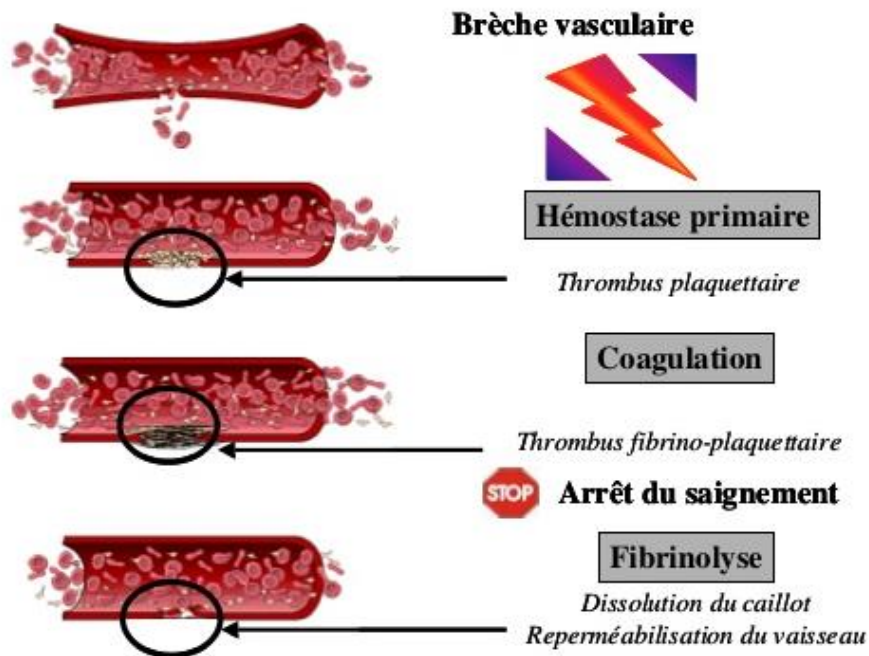 Brèche vasculaire
Hémostase primaire
Thrombus plaquettaire
Coagulation
Thrombus fibrino-plaquettaire
STOP
Arrêt du saignement
Fibrinolyse
Dissolution du caillot
Reperméabilisation du vaisseau